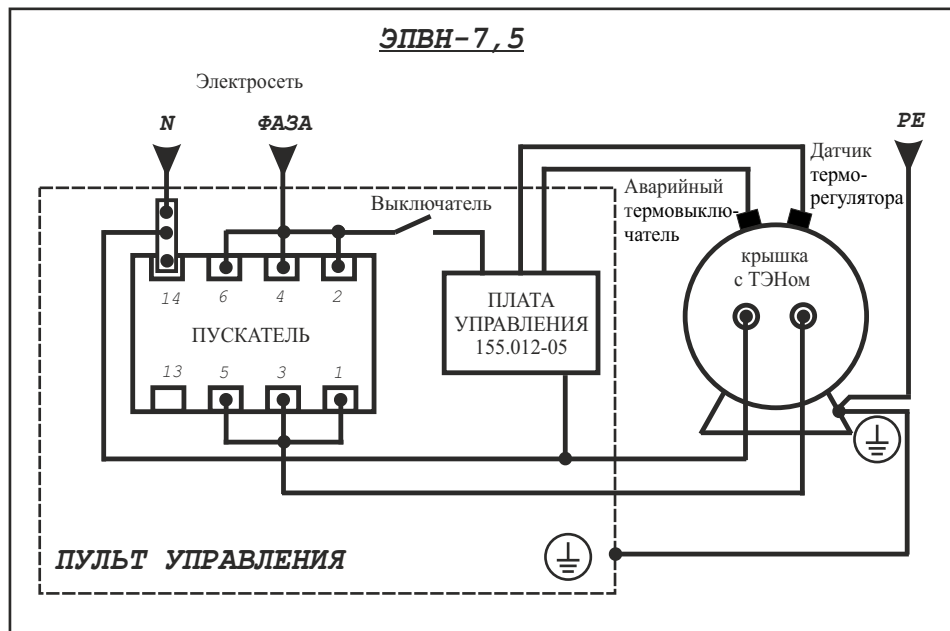 ЭПВН-7,5
Электросеть
N
ФАЗА
PE
Датчик
термо-
регулятора
Аварийный
термовыклю-
чатель
Выключатель
крышка
с ТЭНом
14
6
4
2
ПУСКАТЕЛЬ
13
5
3
1
ПЛАТА
УПРАВЛЕНИЯ
155.012-05
ПУЛЬТ УПРАВЛЕНИЯ